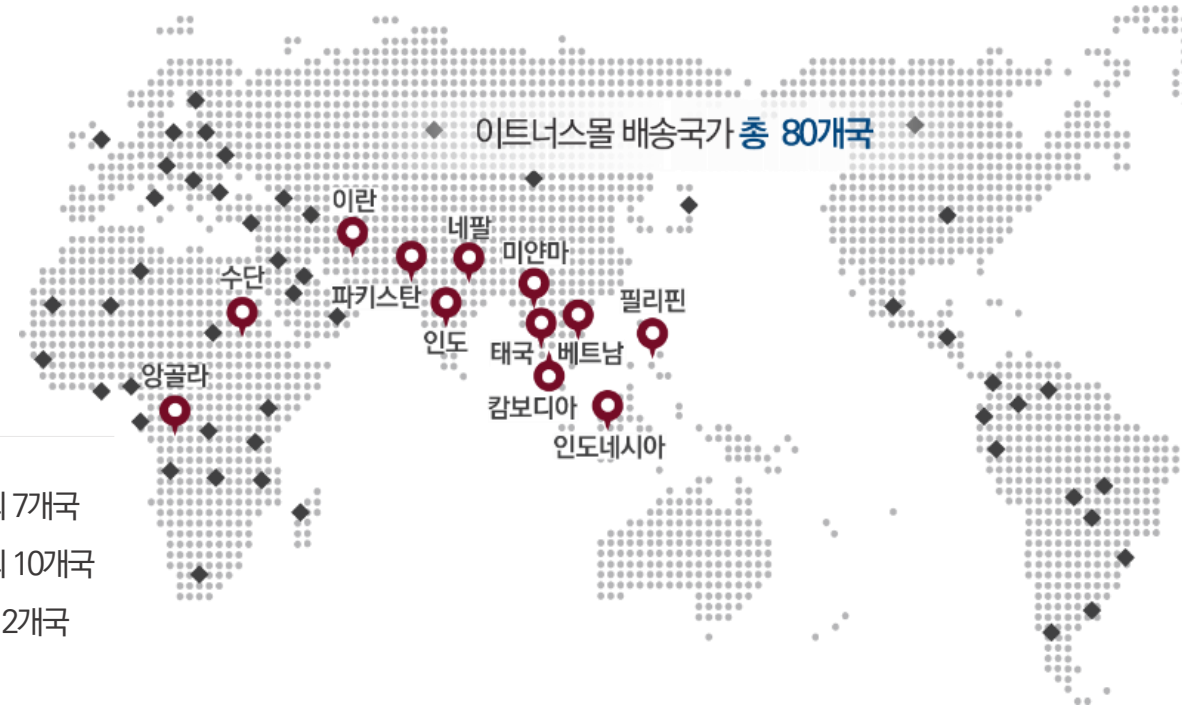 이트너스몰 배송국가 총 80개국
이란
네팔
미얀마
수단
파키스탄
필리핀
인도
태국
베트남
앙골라
캄보디아
인도네시아
7개국
10개국
2개국